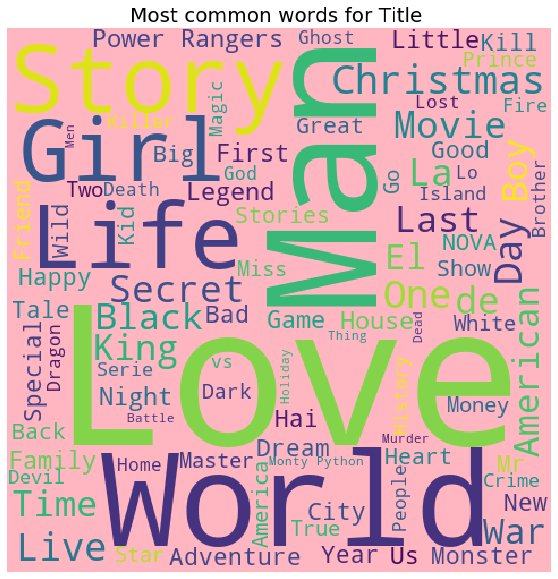 Most common words for Title
Power Rangers
Ghost
Little
Kill
Story
Man
Prince
Christmas
Magic
Lost
Fire
Killer
Men
Great
Movie
Girl
Big
First
Good
Boy
God
Go
La
Lo
Two
Death
Legend
Island
Brother
Friend
Wild
Kid
Life
Stories
Last
Day
NOVA
El
Show
Miss
Happy
Secret
One
de
American
Tale
Black
Bad
Game
House
Dead
White
Special
Dragon
King
Thing
Serie
vs
Holiday
History
Love
Night
Dark
Money
Battle
Hai
Back
Murder
Family
Dream
Heart
Home
Master
Monty Python
Mr
Devil
America
People
Crime
Time
World
City
New
True
War
Live
Star
Adventure
Year
Us
Monster